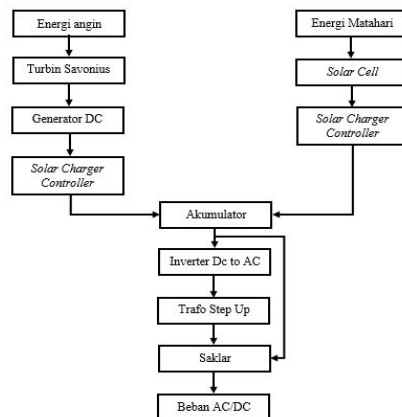 Energi angin
Turbin Savonius
Generator DC
Solar Charger
Controller
Energi Matahari
Solar Cell
Solar Charger
Controller
Akumulator
Inverter Dc to AC
Trafo Step Up
Saklar
Beban AC/DC